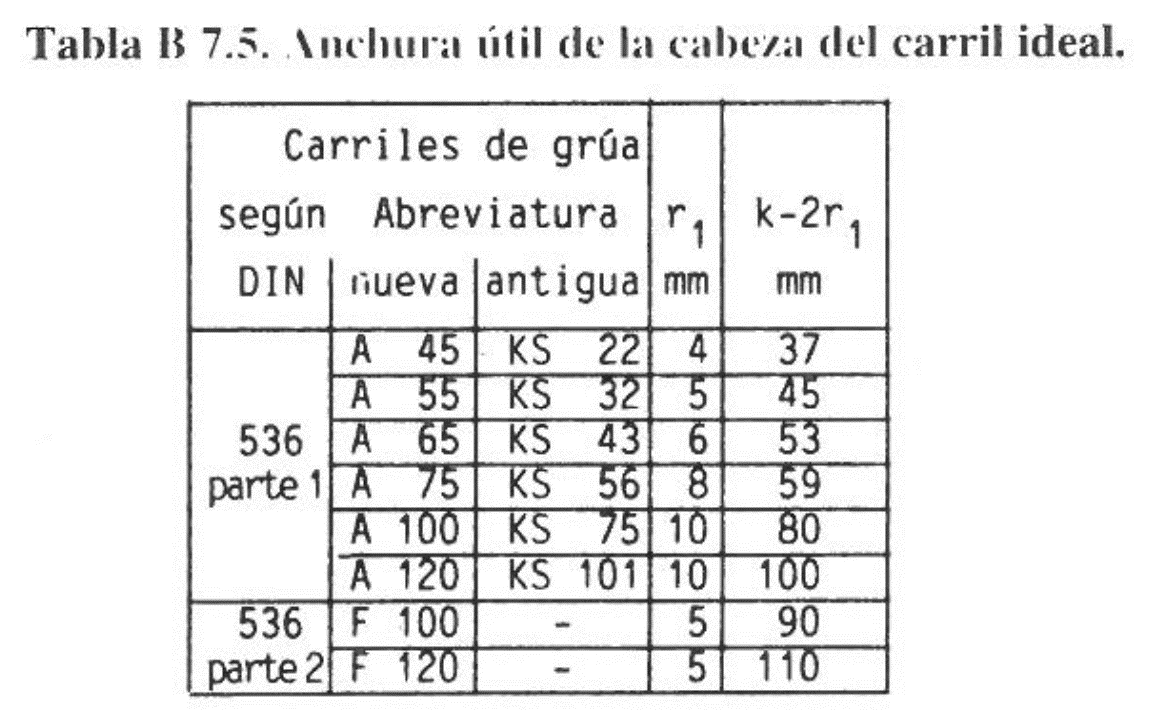 Tabla B 7.5. Anchura útil de la cabeza del carril ideal.
Carriles de grúa
según Abreviatura r1 k-2r1
DIN nueva antigua mm mm
A 45 KS 22 4 37
A 55 KS 32 5 45
536 A 65 KS 43 6 53
parte 1 A 75 KS 56 8 59
A 100 KS 75 10 80
A 120 KS 101 10 100
536 F 100 - 5 90
parte 2 F 120 - 5 110